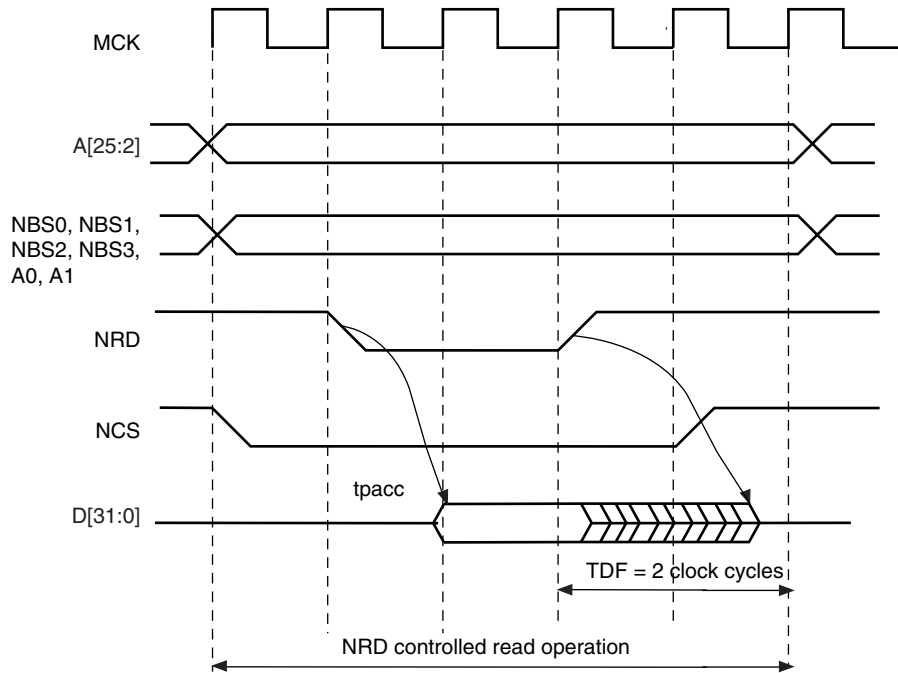 MCK
A[25:2]
NBS0, NBS1,
NBS2, NBS3,
A0, A1
NRD
NCS
tpacc
D[31:0]
TDF = 2 clock cycles
NRD controlled read operation